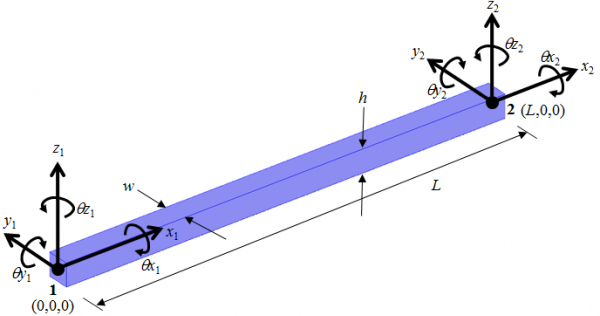 z₂
y₂
θz₂
θx₂
x₂
θy₂
h
2 (L,0,0)
z₁
w
L
y₁
θz₁
x₁
θy₁
θx₁
1
(0,0,0)